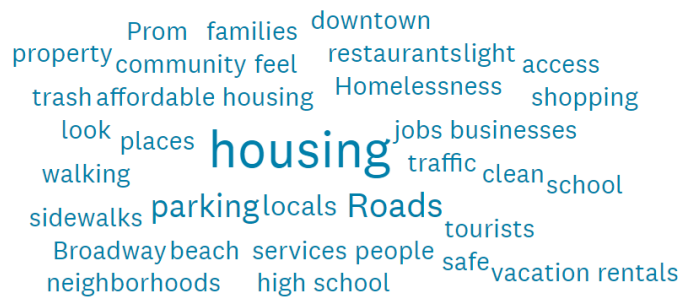 downtown
Prom families
property restaurants light
community feel access
Homelessness
trash affordable housing shopping
look places jobs businesses
housing
walking traffic clean
school
parking locals Roads
sidewalks tourists
Broadway beach services people
safe vacation rentals
neighborhoods high school